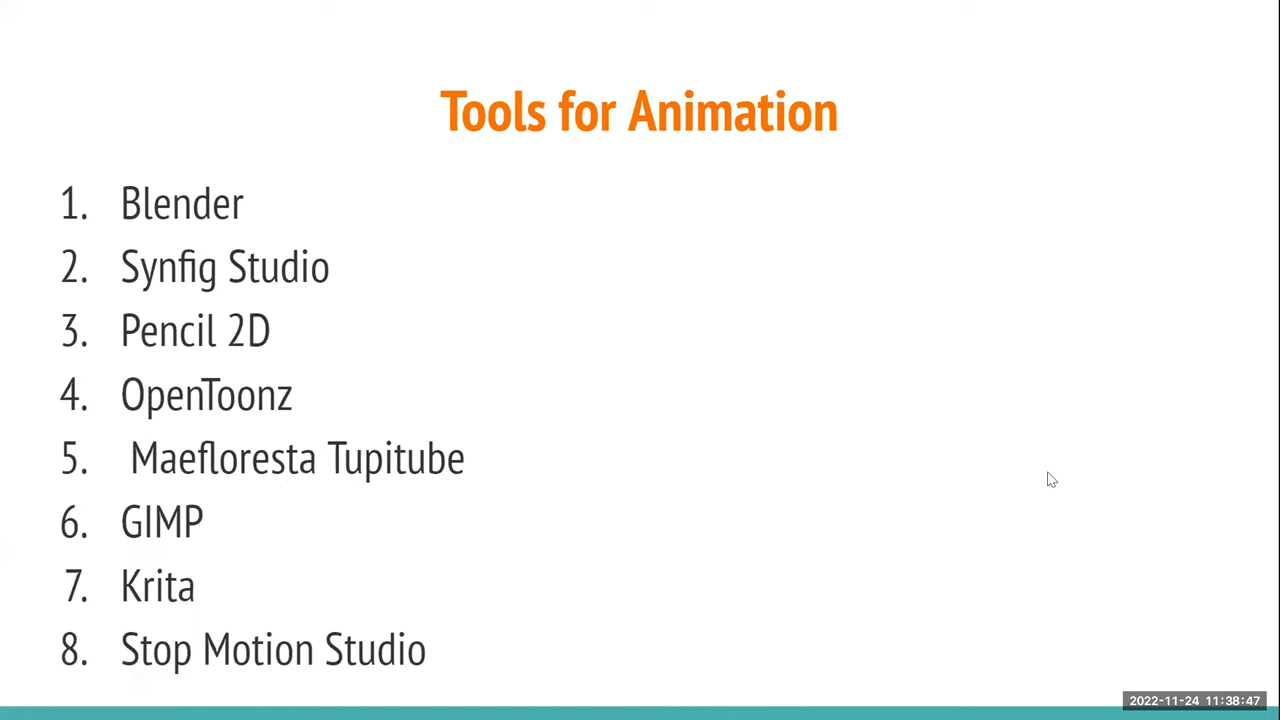 Tools for Animation
1. Blender
2. Synfig Studio
3. Pencil 2D
4. OpenToonz
5. Maefloresta Tupitube
6. GIMP
7. Krita
8. Stop Motion Studio
2022-11-24 11:38:47